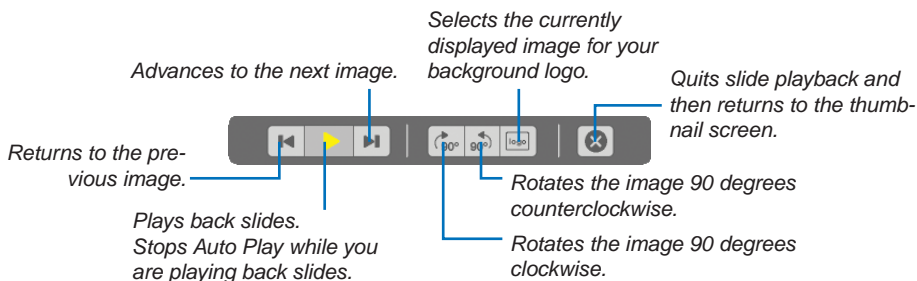 Selects the currently
displayed image for your
background logo.
Advances to the next image.
Quits slide playback and
then returns to the thumb-
nail screen.
90º
90º
logo
Returns to the pre-
vious image.
Rotates the image 90 degrees
counterclockwise.
Plays back slides.
Stops Auto Play while you
are playing back slides.
Rotates the image 90 degrees
clockwise.